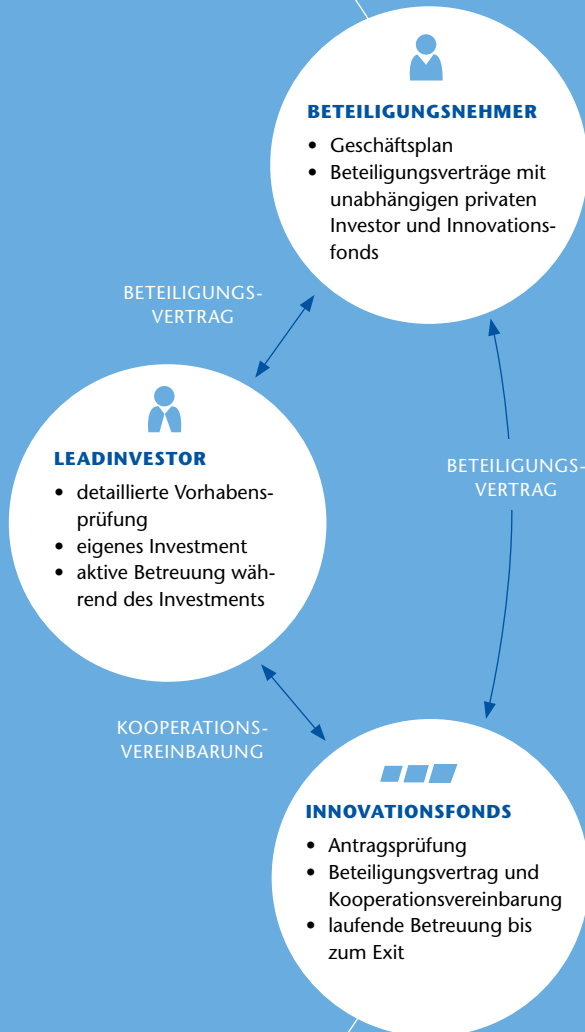 BETEILIGUNGSNEHMER
• Geschäftsplan
• Beteiligungsverträge mit
unabhängigen privaten
Investor und Innovations-
fonds
BETEILIGUNGS-
VERTRAG
LEADINVESTOR
• detaillierte Vorhabens-
prüfung
• eigenes Investment
• aktive Betreuung wäh-
rend des Investments
BETEILIGUNGS-
VERTRAG
KOOPERATIONS-
VEREINBARUNG
INNOVATIONSFONDS
• Antragsprüfung
• Beteiligungsvertrag und
Kooperationsvereinbarung
• laufende Betreuung bis
zum Exit